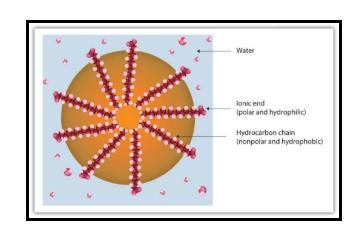 Water
Ionic end
(polar and hydrophilic)
Hydrocarbon chain
(nonpolar and hydrophobic)